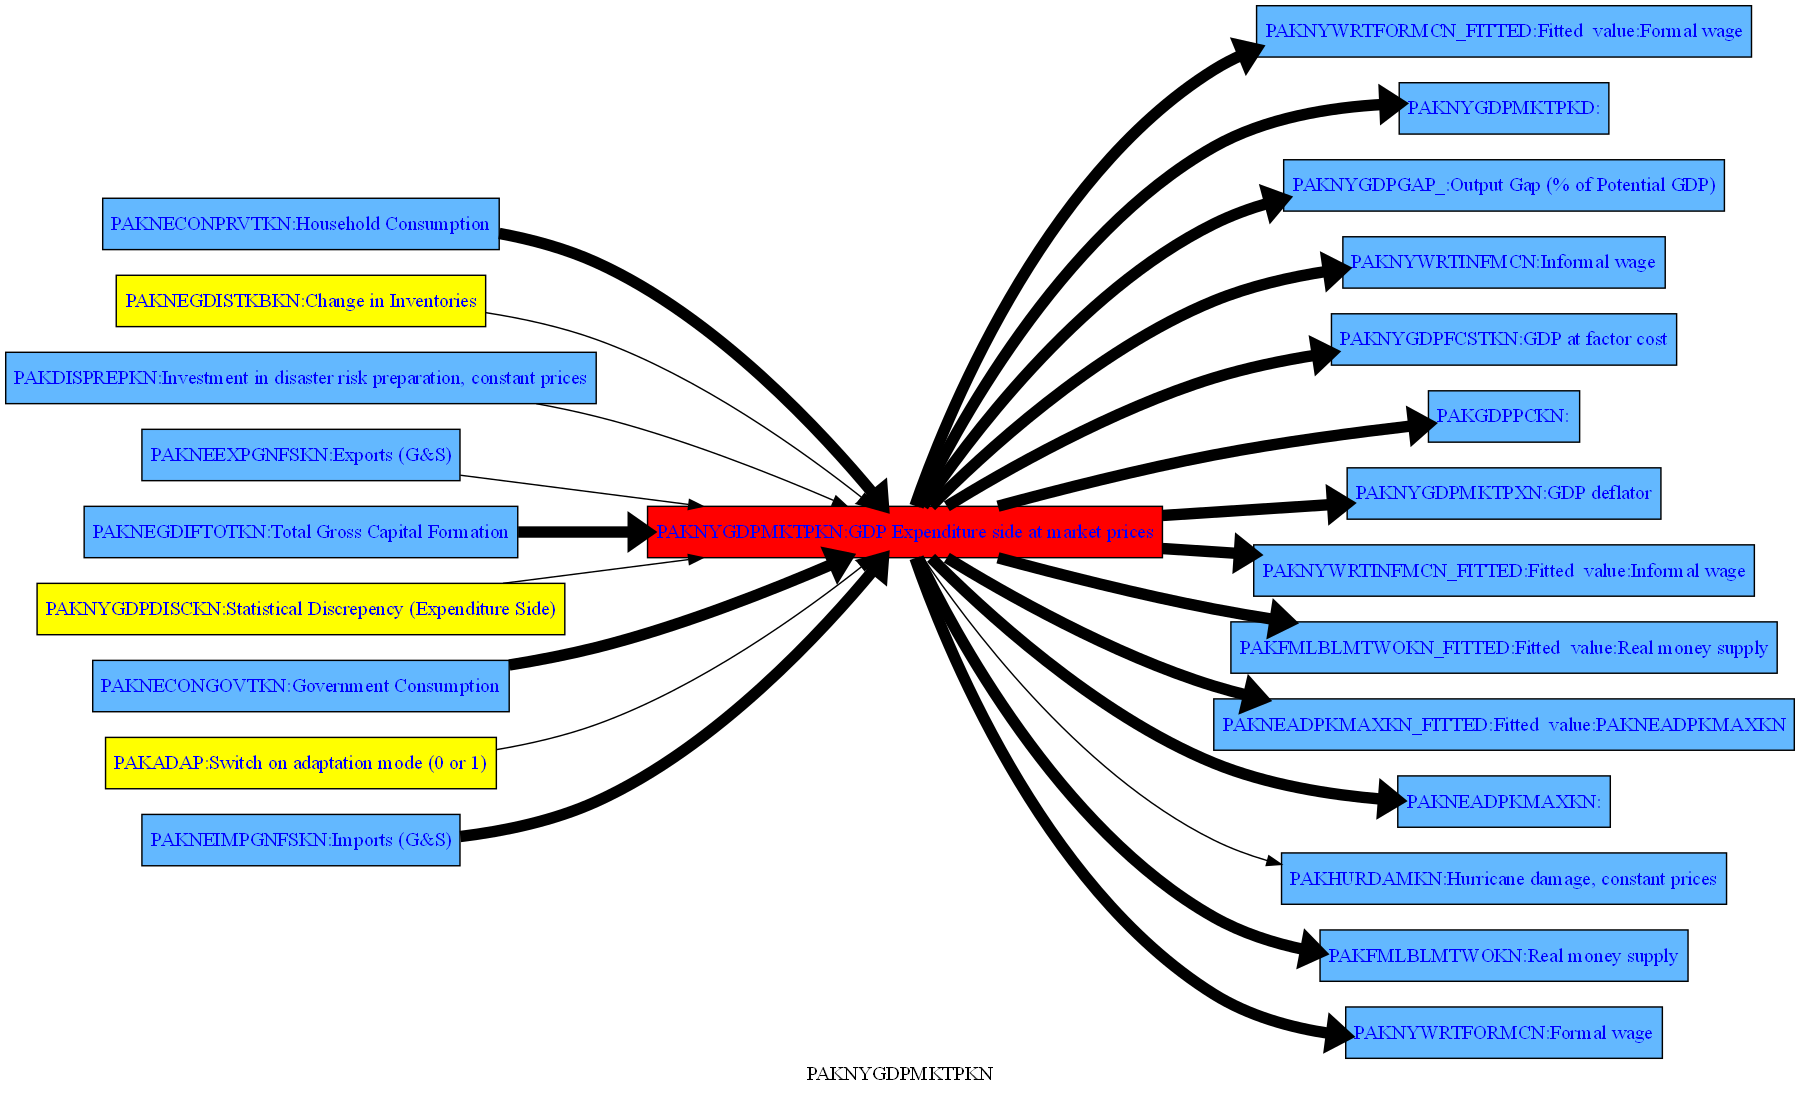 PAKNECONPRVTKN:Household Consumption
PAKNEGDISTKBKN:Change in Inventories
PAKDISPREPKN:Investment in disaster risk preparation, constant prices
PAKNEEXPGNFSKN:Exports (G&S)
PAKNEGDIFTOTKN:Total Gross Capital Formation
PAKNYGDPDISCKN:Statistical Discrepency (Expenditure Side)
PAKNECONGOVTKN:Government Consumption
PAKADAP:Switch on adaptation mode (0 or 1)
PAKNEIMPGNFSKN:Imports (G&S)
PAKNYGDPMKTPKN:GDP Expenditure side at market prices
PAKNYWRTFORMCN_FITTED:Fitted  value:Formal wage
PAKNYGDPMKTPKD:
PAKNYGDPGAP_:Output Gap (% of Potential GDP)
PAKNYWRTINFMCN:Informal wage
PAKNYGDPFCSTKN:GDP at factor cost
PAKGDPPCKN:
PAKNYGDPMKTPXN:GDP deflator
PAKNYWRTINFMCN_FITTED:Fitted  value:Informal wage
PAKFMLBLMTWOKN_FITTED:Fitted  value:Real money supply
PAKNEADPKMAXKN_FITTED:Fitted  value:PAKNEADPKMAXKN
PAKNEADPKMAXKN:
PAKHURDAMKN:Hurricane damage, constant prices
PAKFMLBLMTWOKN:Real money supply
PAKNYWRTFORMCN:Formal wage
PAKNYGDPMKTPKN